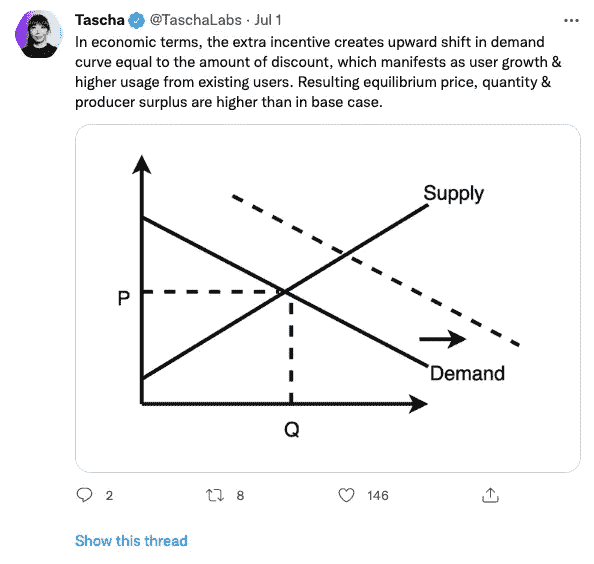 Tascha @TaschaLabs · Jul 1
In economic terms, the extra incentive creates upward shift in demand
curve equal to the amount of discount, which manifests as user growth &
higher usage from existing users. Resulting equilibrium price, quantity &
producer surplus are higher than in base case.
Supply
P
Demand
Q
2 8 146
Show this thread